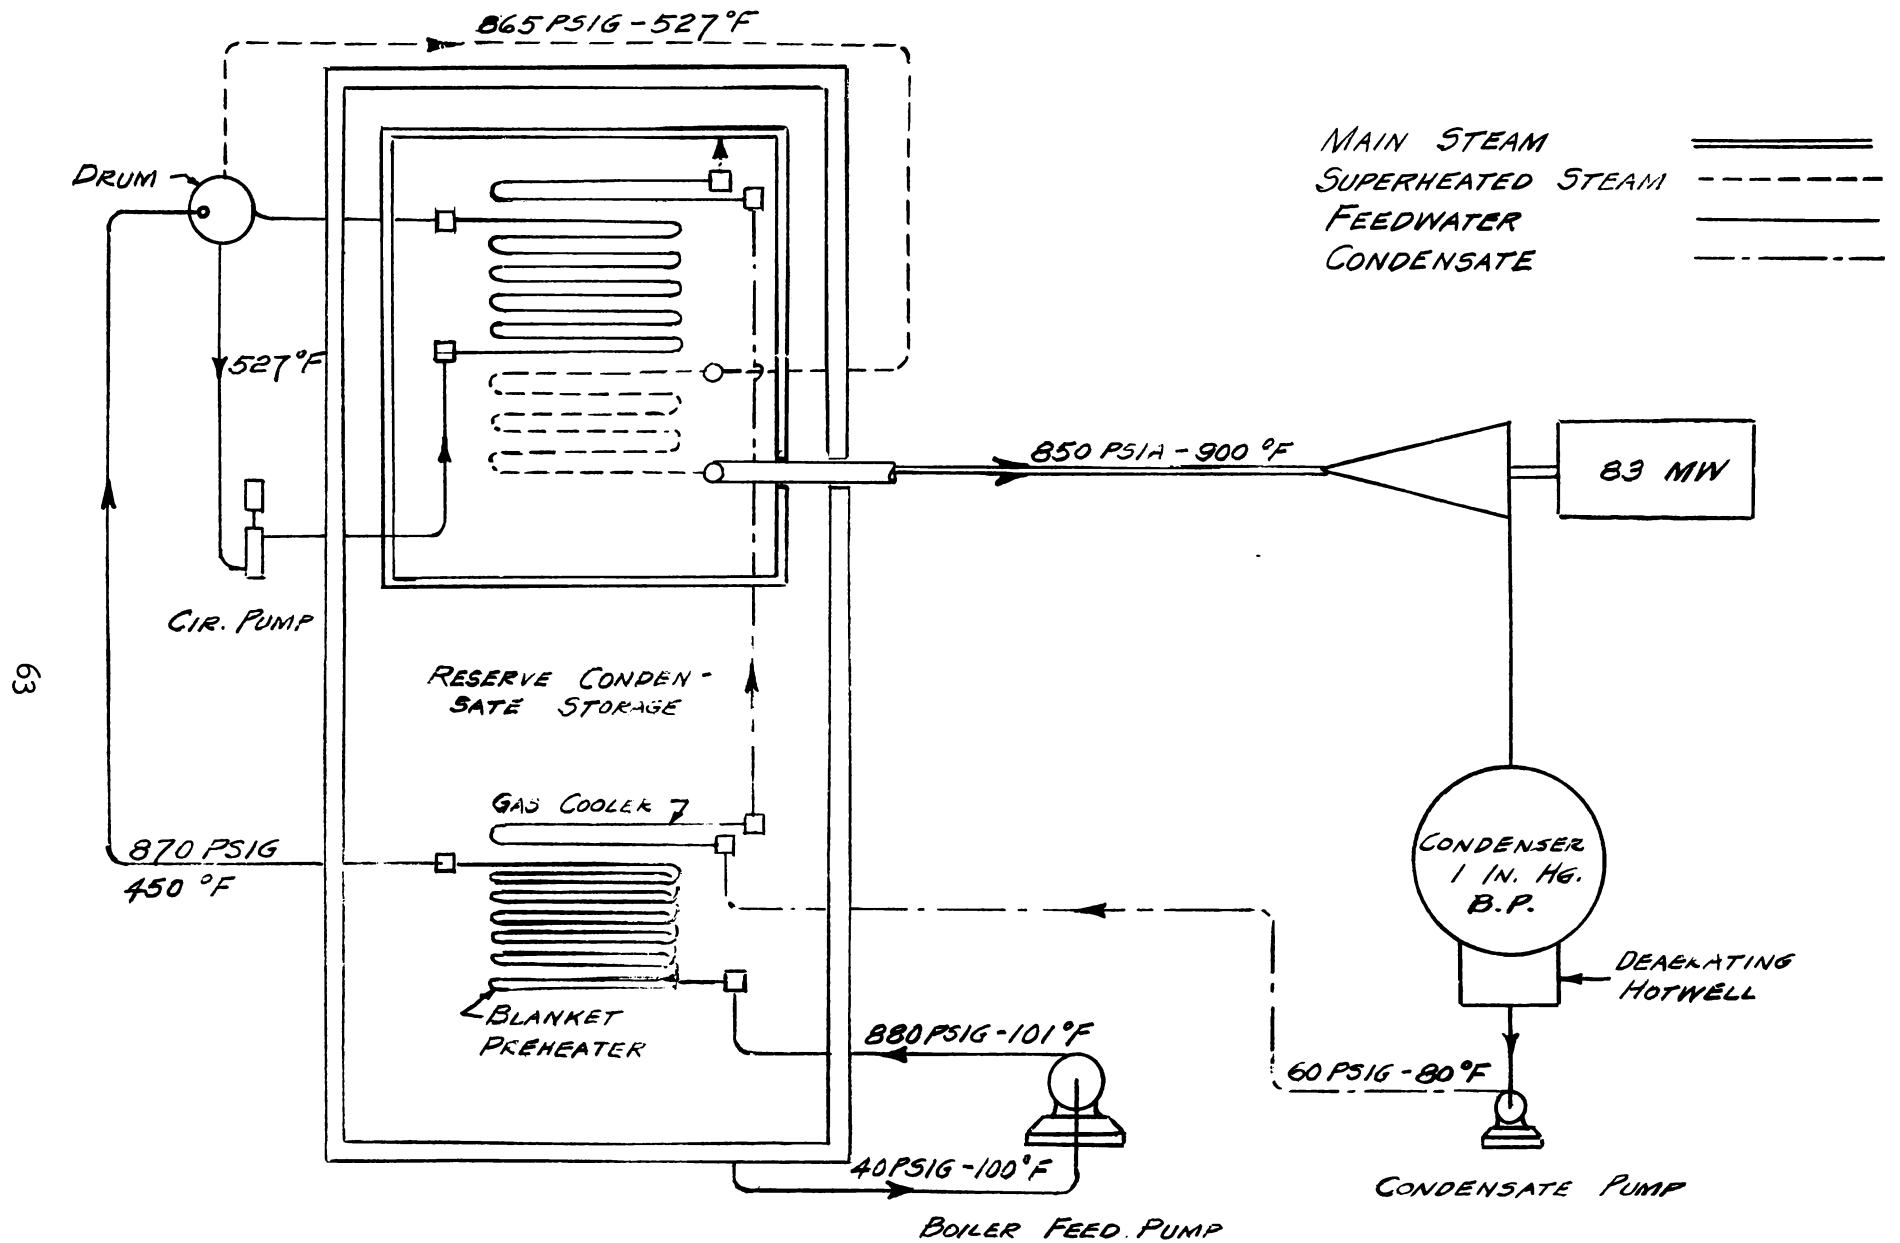 865 PSIG - 527°F
MAIN STEAM
SUPERHEATED STEAM
FEEDWATER
CONDENSATE
DRUM
527°F
850 PSIA - 900 °F
83 MW
CIR. PUMP
63
RESERVE CONDEN-
SATE STORAGE
GAS COOLER
870 PSIG
450 °F
CONDENSER
1 IN. HG.
B.P.
DEAERATING
HOTWELL
BLANKET
PREHEATER
880 PSIG - 101°F
60 PSIG - 80°F
40 PSIG - 100°F
CONDENSATE PUMP
BOILER FEED. PUMP